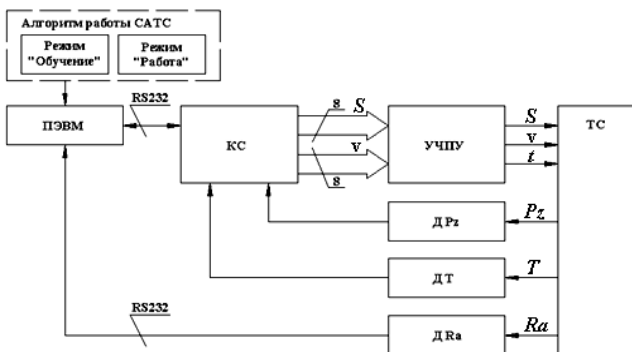 Алгоритм работы САТС
Режим
"Обучение"
Режим
"Работа"
RS232
ПЭВМ
КС
8
S
v
8
УЧПУ
S
v
t
ТС
Д Pz
Pz
Д Т
T
RS232
Д Ra
Ra